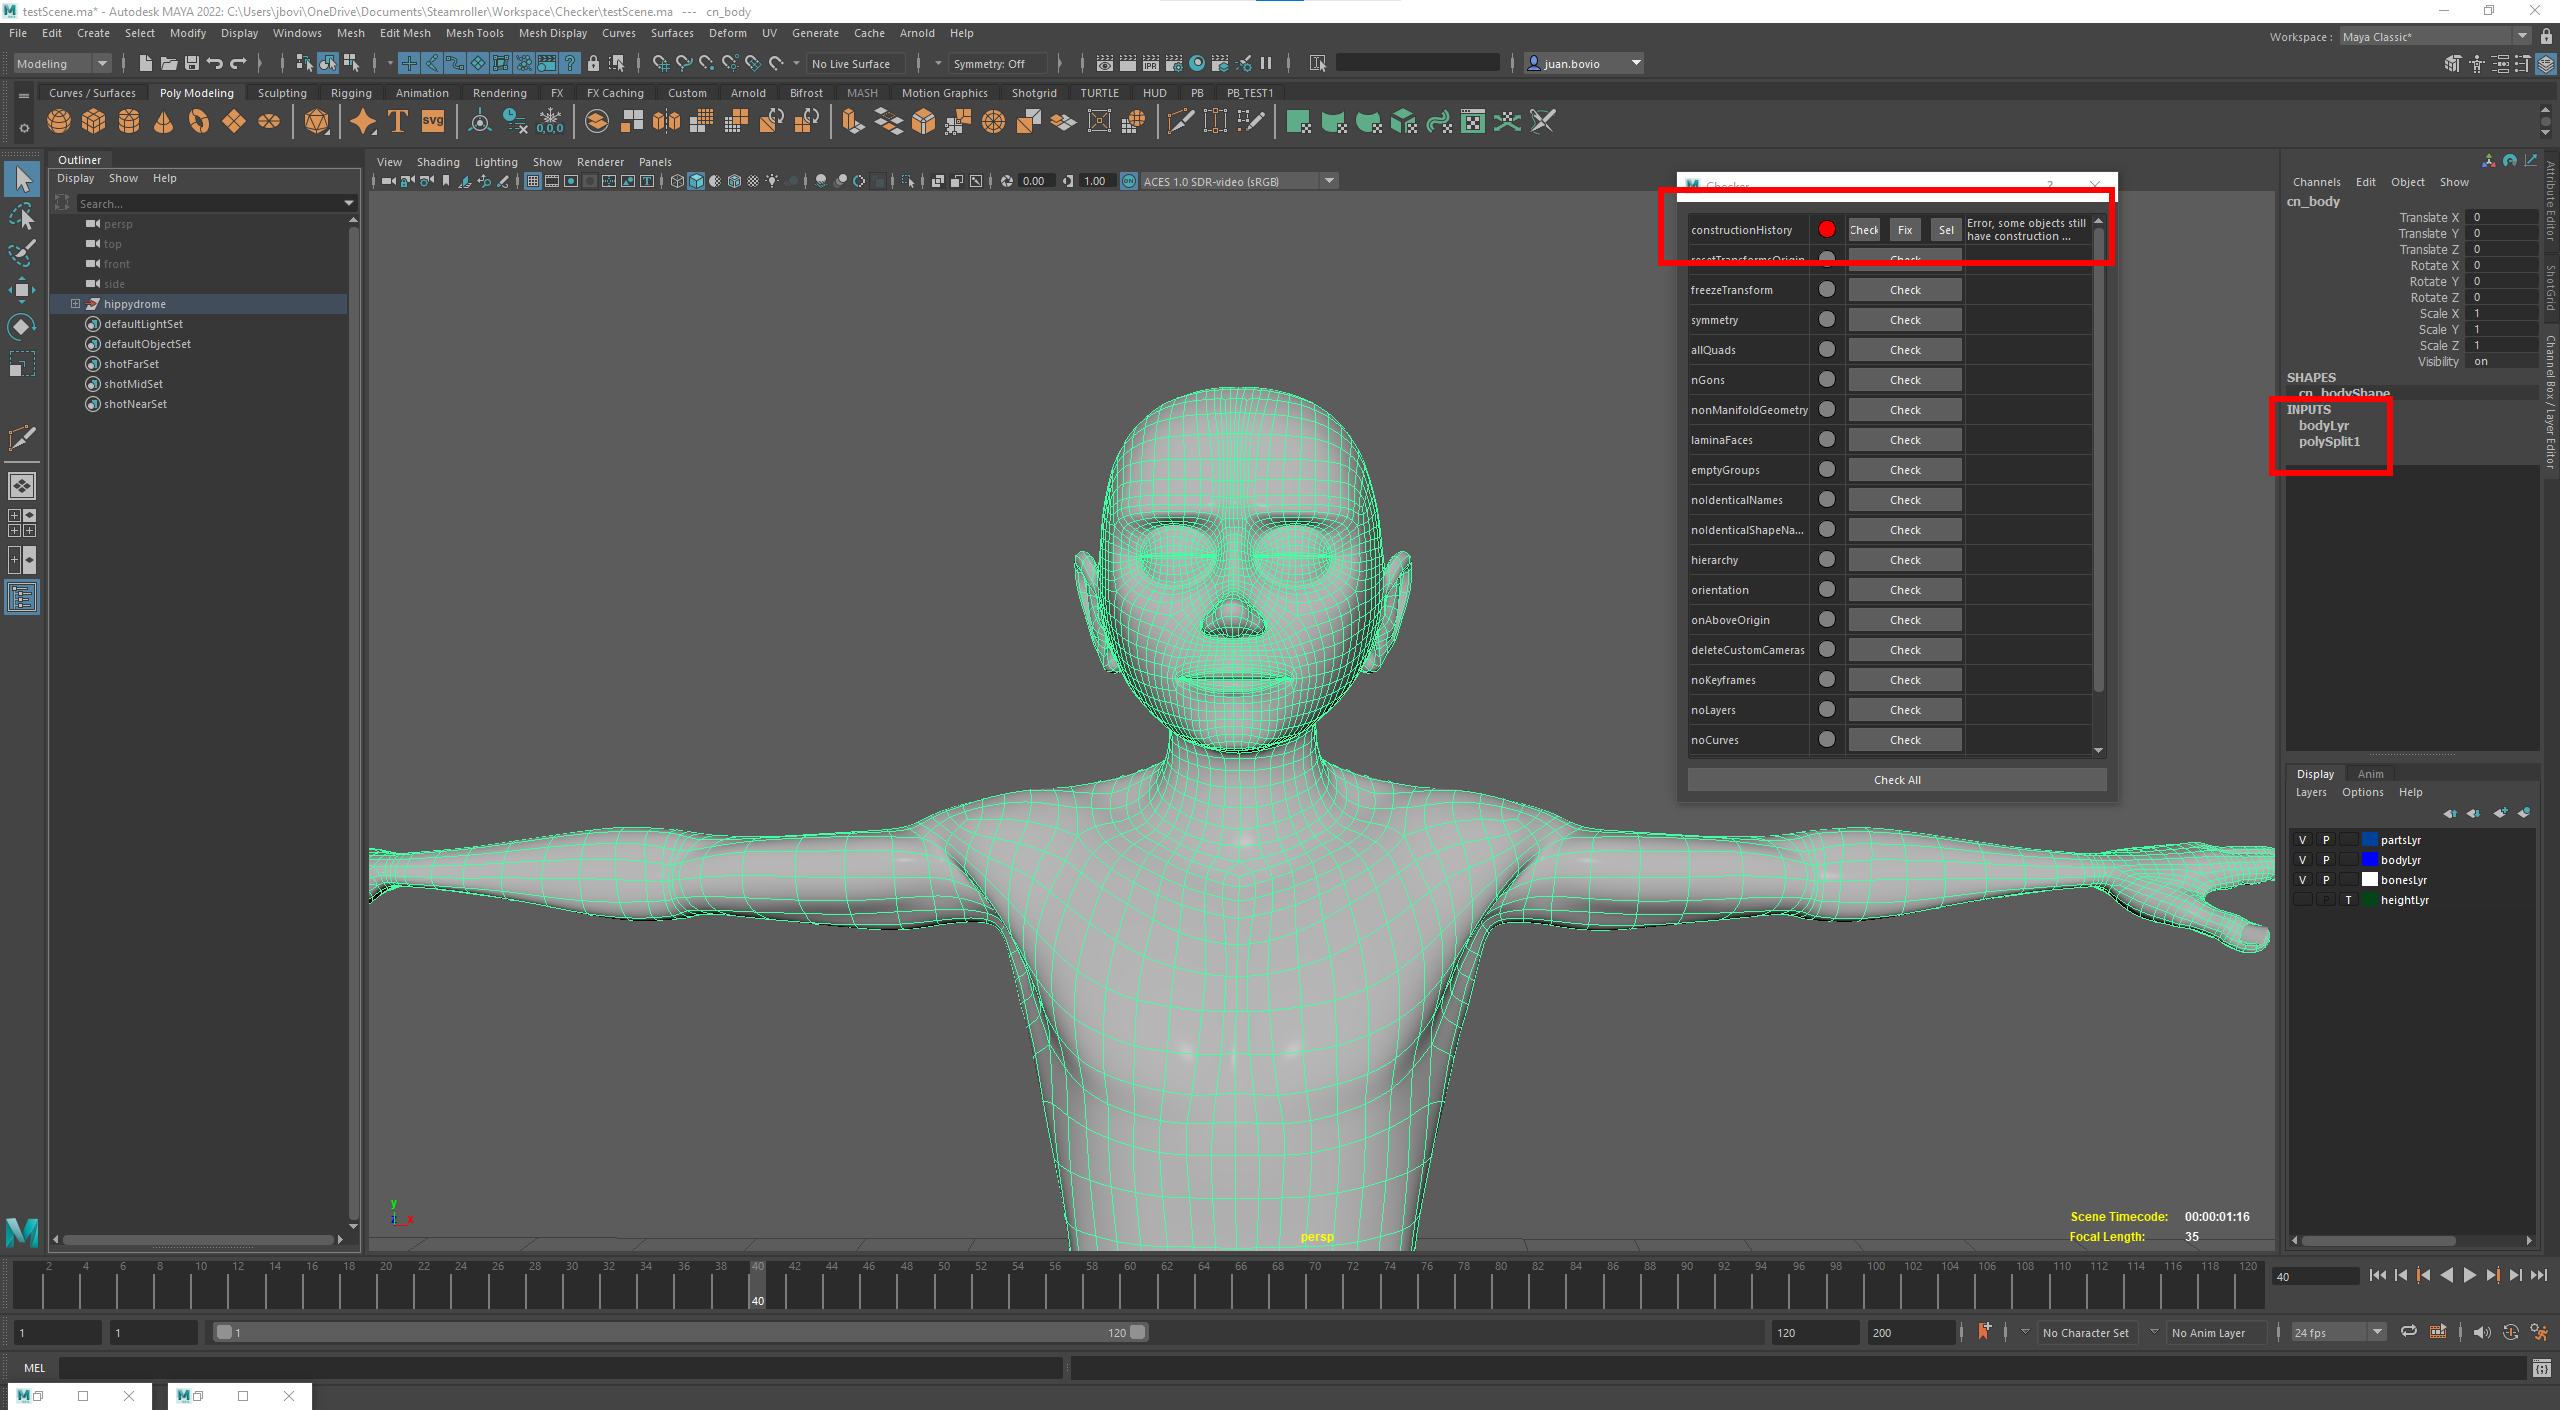 testScene.ma* - Autodesk MAYA 2022: C:\Users\jbovi\OneDrive\Documents\Steamroller\Workspace\Checker\testScene.ma --- cn_body
File Edit Create Select Modify Display Windows Mesh Edit Mesh Mesh Tools Mesh Display Curves Surfaces Deform UV Generate Cache Arnold Help
Workspace : Maya Classic*
Modeling No Live Surface Symmetry: Off juan.bovio
Curves / Surfaces Poly Modeling Sculpting Rigging Animation Rendering FX FX Caching Custom Arnold Bifrost MASH Motion Graphics Shotgrid TURTLE HUD PB PB_TEST1
T svg 0,0,0
Outliner
Display Show Help
Search...
persp
top
front
side
hippydrome
defaultLightSet
defaultObjectSet
shotFarSet
shotMidSet
shotNearSet
View Shading Lighting Show Renderer Panels
0.00 1.00 ACES 1.0 SDR-video (sRGB)
Checker ?
constructionHistory Check Fix Sel Error, some objects still
have construction ...
resetTransformsOrigin Check
freezeTransform Check
symmetry Check
allQuads Check
nGons Check
nonManifoldGeometry Check
laminaFaces Check
emptyGroups Check
noIdenticalNames Check
noIdenticalShapeNa... Check
hierarchy Check
orientation Check
onAboveOrigin Check
deleteCustomCameras Check
noKeyframes Check
noLayers Check
noCurves Check
Check All
y
z x
persp
Scene Timecode: 00:00:01:16
Focal Length: 35
Channels Edit Object Show
cn_body
Translate X 0
Translate Y 0
Translate Z 0
Rotate X 0
Rotate Y 0
Rotate Z 0
Scale X 1
Scale Y 1
Scale Z 1
Visibility on
SHAPES
cn_bodyShape
INPUTS
bodyLyr
polySplit1
Attribute Editor
ShotGrid
Channel Box / Layer Editor
Display Anim
Layers Options Help
V P partsLyr
V P bodyLyr
V P bonesLyr
P T heightLyr
2 4 6 8 10 12 14 16 18 20 22 24 26 28 30 32 34 36 38 40 42 44 46 48 50 52 54 56 58 60 62 64 66 68 70 72 74 76 78 80 82 84 86 88 90 92 94 96 98 100 102 104 106 108 110 112 114 116 118 120
40
40
1 1 1 120 120 200 No Character Set No Anim Layer 24 fps
MEL